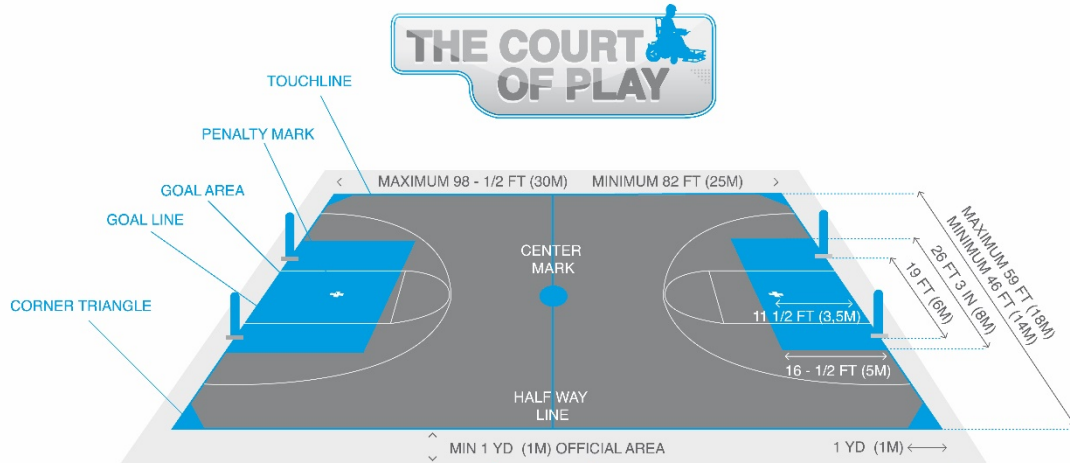 THE COURT
OF PLAY
TOUCHLINE
PENALTY MARK
GOAL AREA
GOAL LINE
CORNER TRIANGLE
MAXIMUM 98 - 1/2 FT (30M) MINIMUM 82 FT (25M)
CENTER
MARK
HALF WAY
LINE
11 1/2 FT (3,5M)
16 - 1/2 FT (5M)
19 FT (6M)
26 FT 3 IN (8M)
MINIMUM 46 FT (14M)
MAXIMUM 59 FT (18M)
MIN 1 YD (1M) OFFICIAL AREA
1 YD (1M)